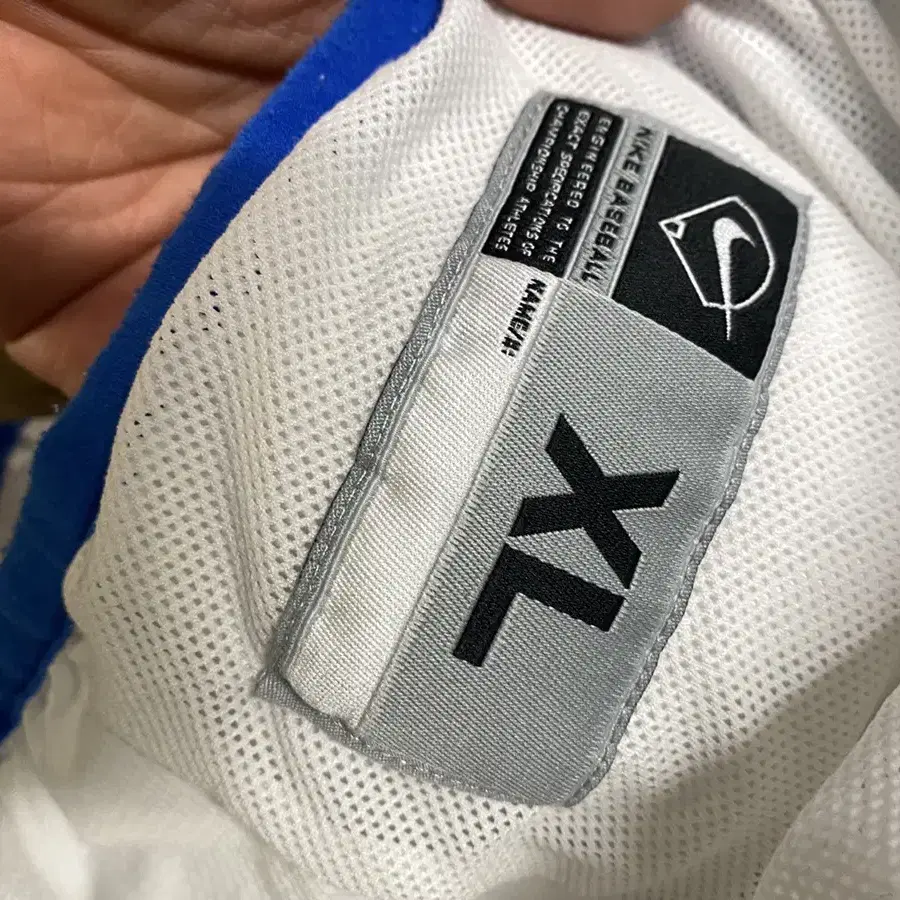 NIKE BASEBALL
ENGINEERED TO THE
EXACT SPECIFICATIONS OF
CHAMPIONSHIP ATHLETES
NAME/#:
XL